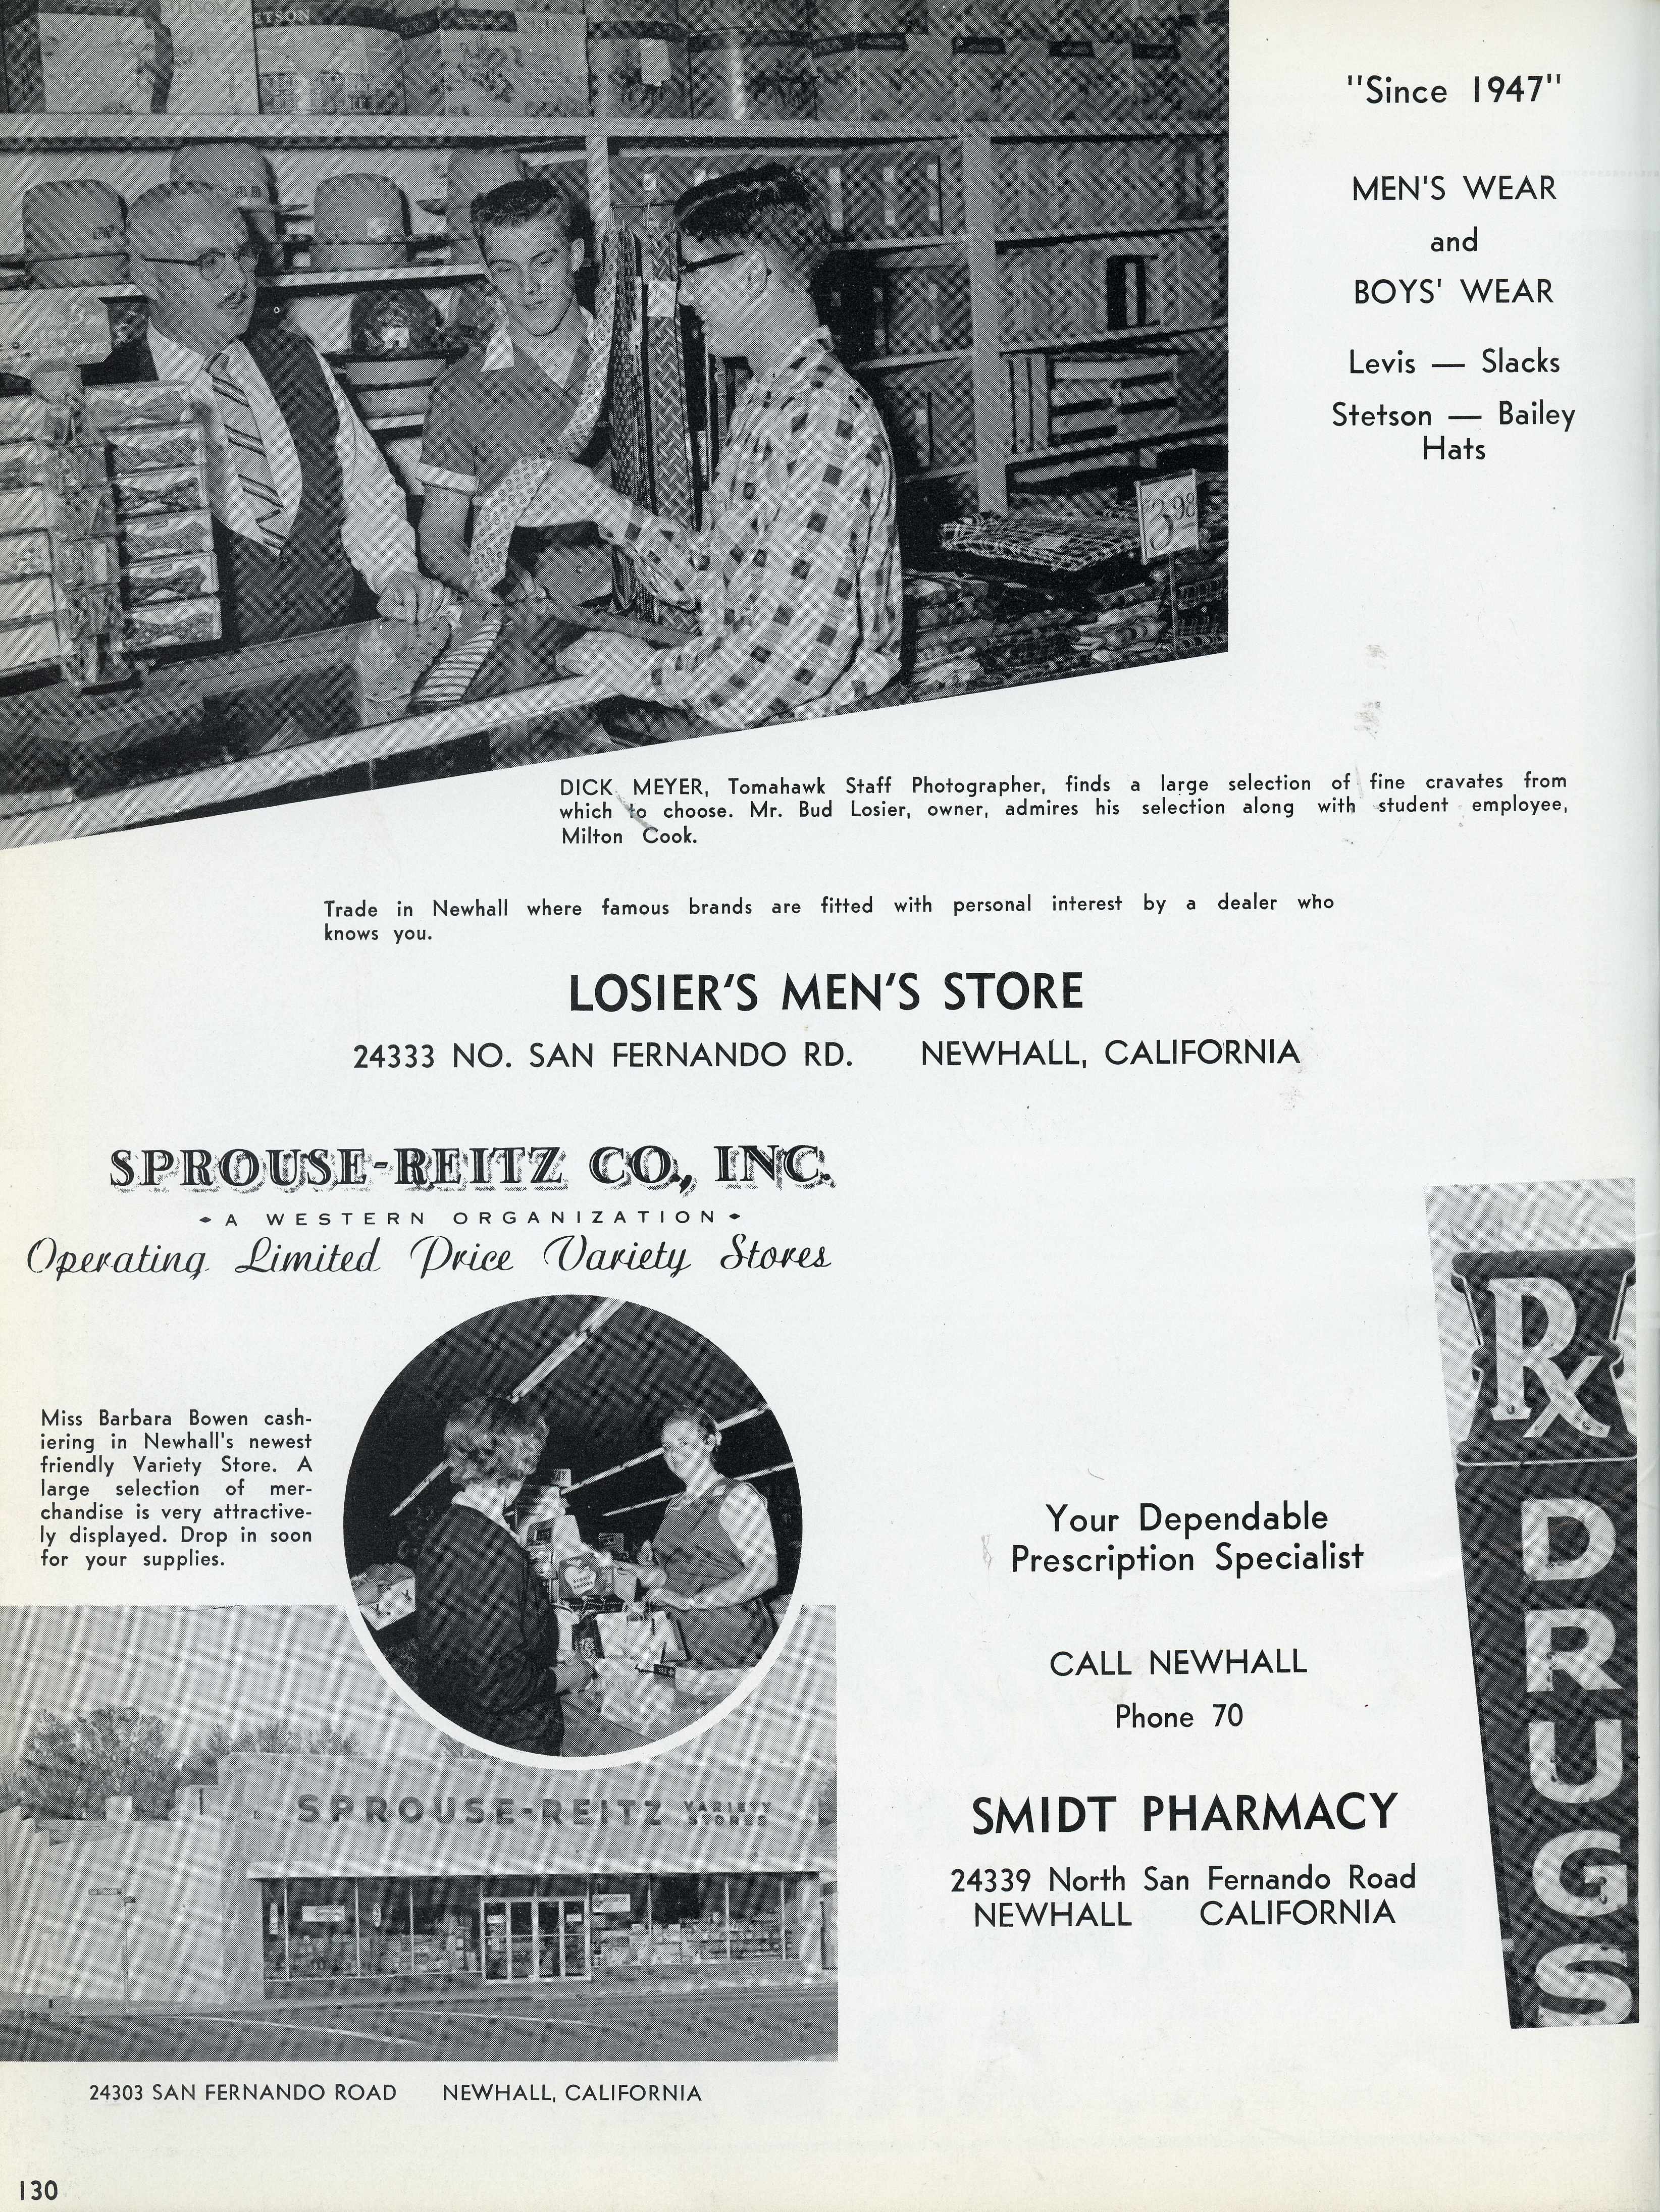 STETSON
STETSON
STETSON
"Since 1947"
MEN'S WEAR
and
BOYS' WEAR
Levis — Slacks
Stetson — Bailey
Hats
$3.98
DICK MEYER, Tomahawk Staff Photographer, finds a large selection of fine cravates from
which to choose. Mr. Bud Losier, owner, admires his selection along with student employee,
Milton Cook.
Trade in Newhall where famous brands are fitted with personal interest by a dealer who
knows you.
LOSIER'S MEN'S STORE
24333 NO. SAN FERNANDO RD. NEWHALL, CALIFORNIA
SPROUSE-REITZ CO., INC.
A WESTERN ORGANIZATION
Operating Limited Price Variety Stores
Miss Barbara Bowen cash-
iering in Newhall's newest
friendly Variety Store. A
large selection of mer-
chandise is very attractive-
ly displayed. Drop in soon
for your supplies.
SPROUSE-REITZ VARIETY
STORES
24303 SAN FERNANDO ROAD NEWHALL, CALIFORNIA
Rx
DRUGS
Your Dependable
Prescription Specialist
CALL NEWHALL
Phone 70
SMIDT PHARMACY
24339 North San Fernando Road
NEWHALL CALIFORNIA
130